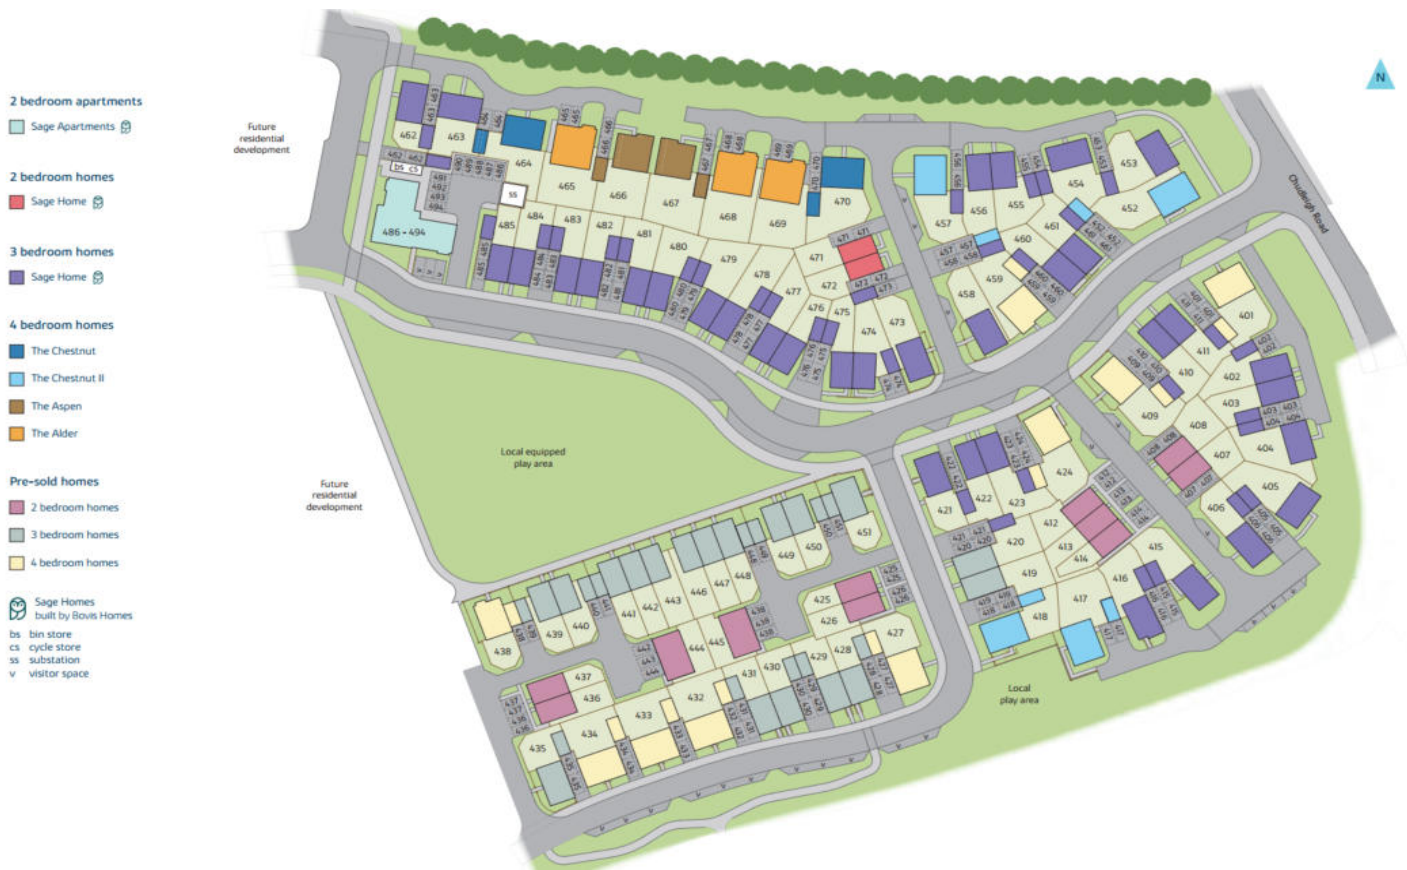 2 bedroom apartments
Sage Apartments
2 bedroom homes
Sage Home
3 bedroom homes
Sage Home
4 bedroom homes
The Chestnut
The Chestnut II
The Aspen
The Alder
Pre-sold homes
2 bedroom homes
3 bedroom homes
4 bedroom homes
Sage Homes
built by Bovis Homes
bs bin store
cs cycle store
ss substation
v visitor space
N
Future
residential
development
Chudleigh Road
462
463
464
465
466
467
468
469
470
bs cs
ss
486 - 494
485
484
483
482
481
480
479
478
477
476
475
474
473
472
471
457
456
455
454
453
452
461
460
459
458
401
411
410
409
402
403
408
407
404
405
406
Local equipped
play area
Future
residential
development
421
422
423
424
420
412
413
414
419
418
417
416
415
451
450
449
448
447
446
443
442
441
440
439
438
425
426
427
428
429
430
431
445
444
432
433
434
435
436
437
Local
play area